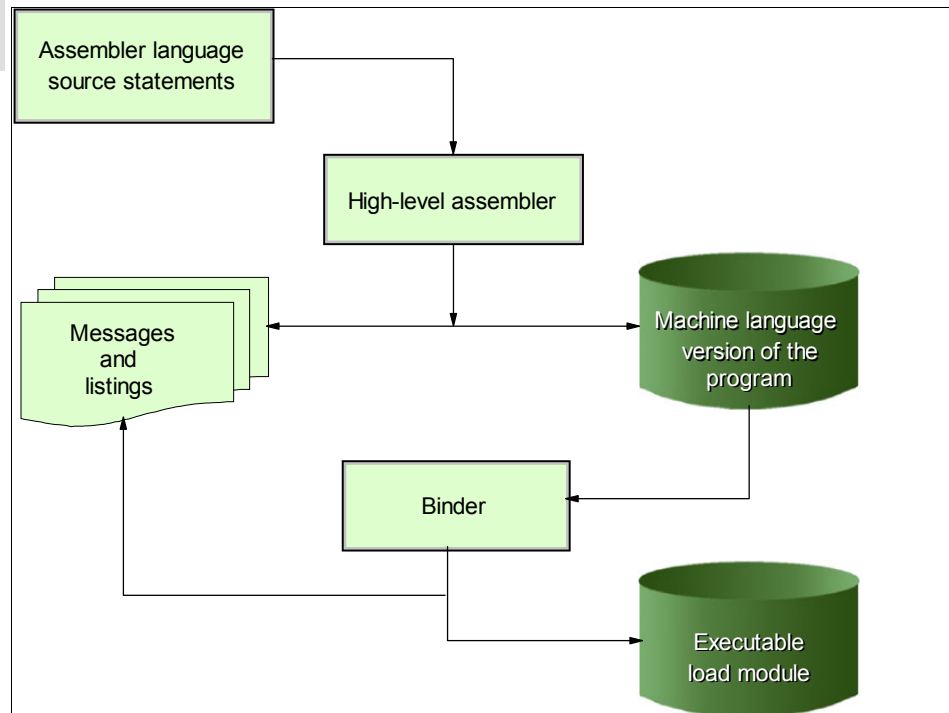 Assembler language
source statements
High-level assembler
Messages
and
listings
Machine language
version of the
program
Binder
Executable
load module